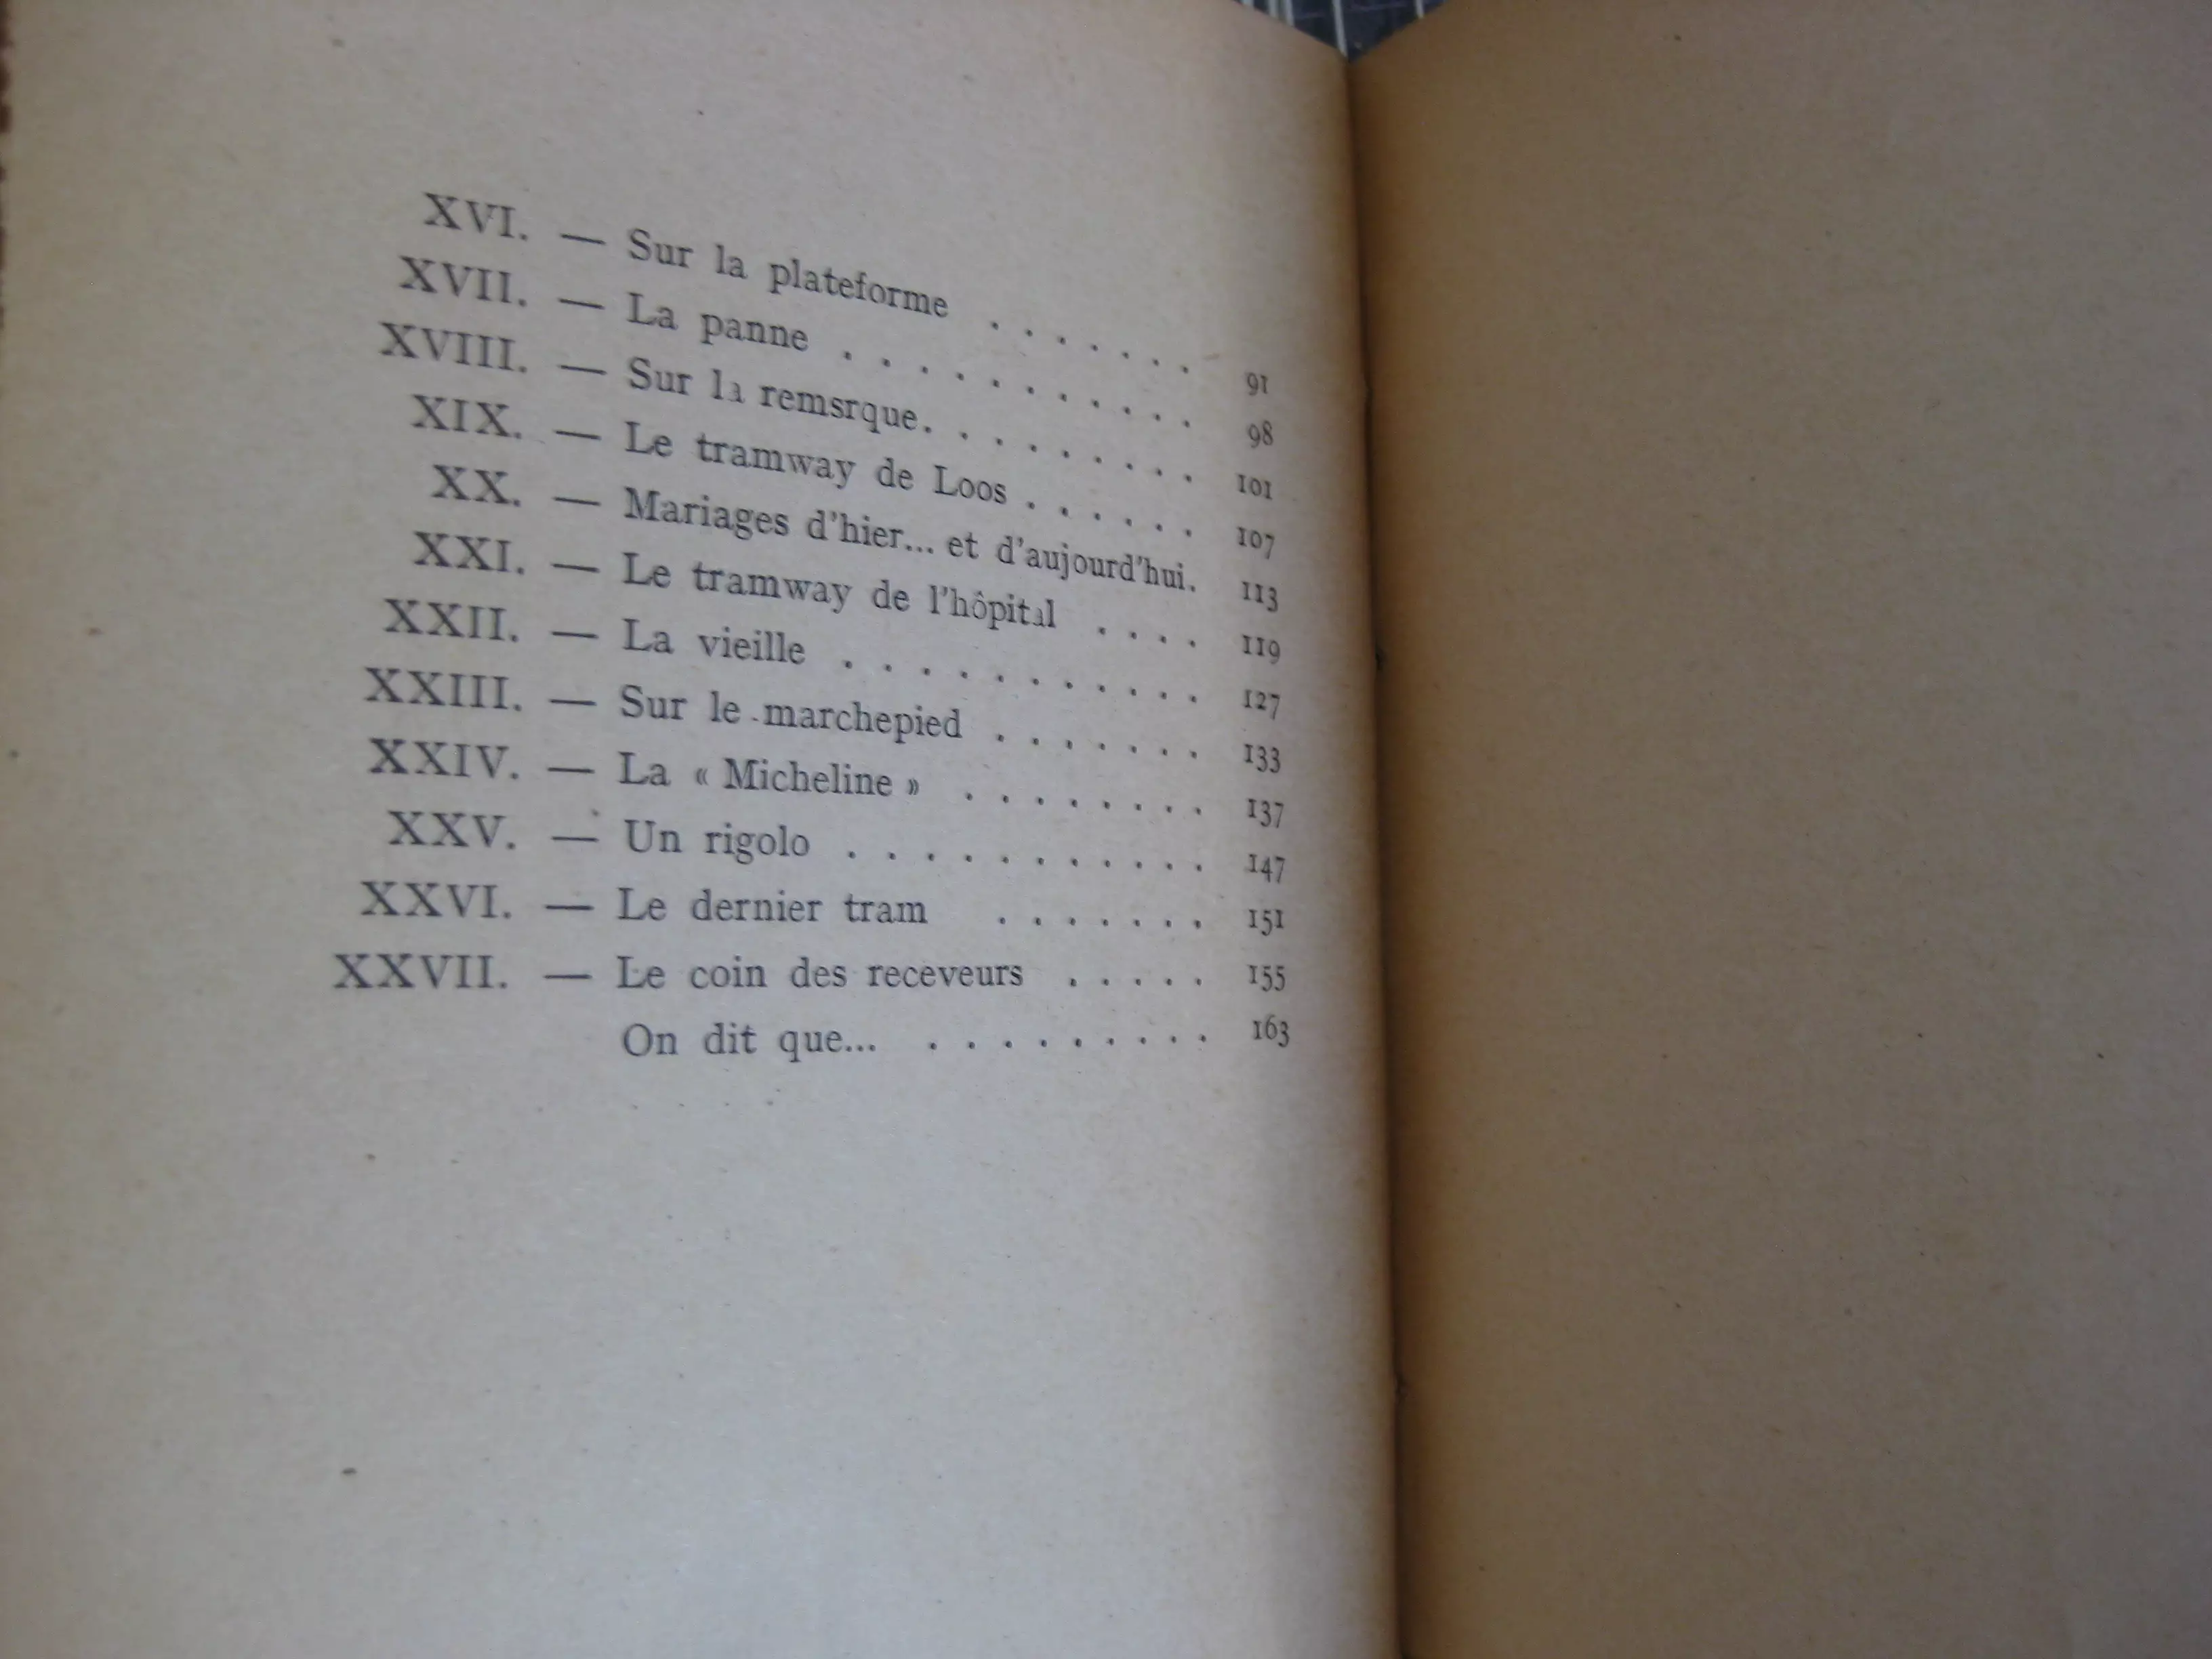 XVI. — Sur la plateforme . . . . . . . 91
XVII. — La panne . . . . . . . . . . 98
XVIII. — Sur la remsrque. . . . . . . . 101
XIX. — Le tramway de Loos . . . . . . 107
XX. — Mariages d'hier... et d'aujourd'hui. 113
XXI. — Le tramway de l'hôpital . . . . 119
XXII. — La vieille . . . . . . . . . . 127
XXIII. — Sur le marchepied . . . . . . . 133
XXIV. — La « Micheline » . . . . . . . . 137
XXV. — Un rigolo . . . . . . . . . . 147
XXVI. — Le dernier tram . . . . . . . 151
XXVII. — Le coin des receveurs . . . . . 155
On dit que... . . . . . . . . . 163